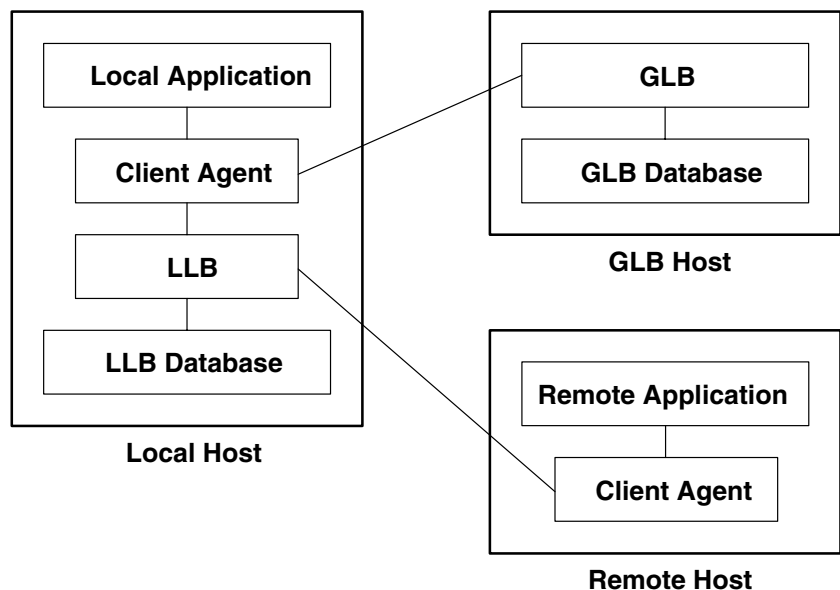 Local Application
Client Agent
LLB
LLB Database
Local Host
GLB
GLB Database
GLB Host
Remote Application
Client Agent
Remote Host